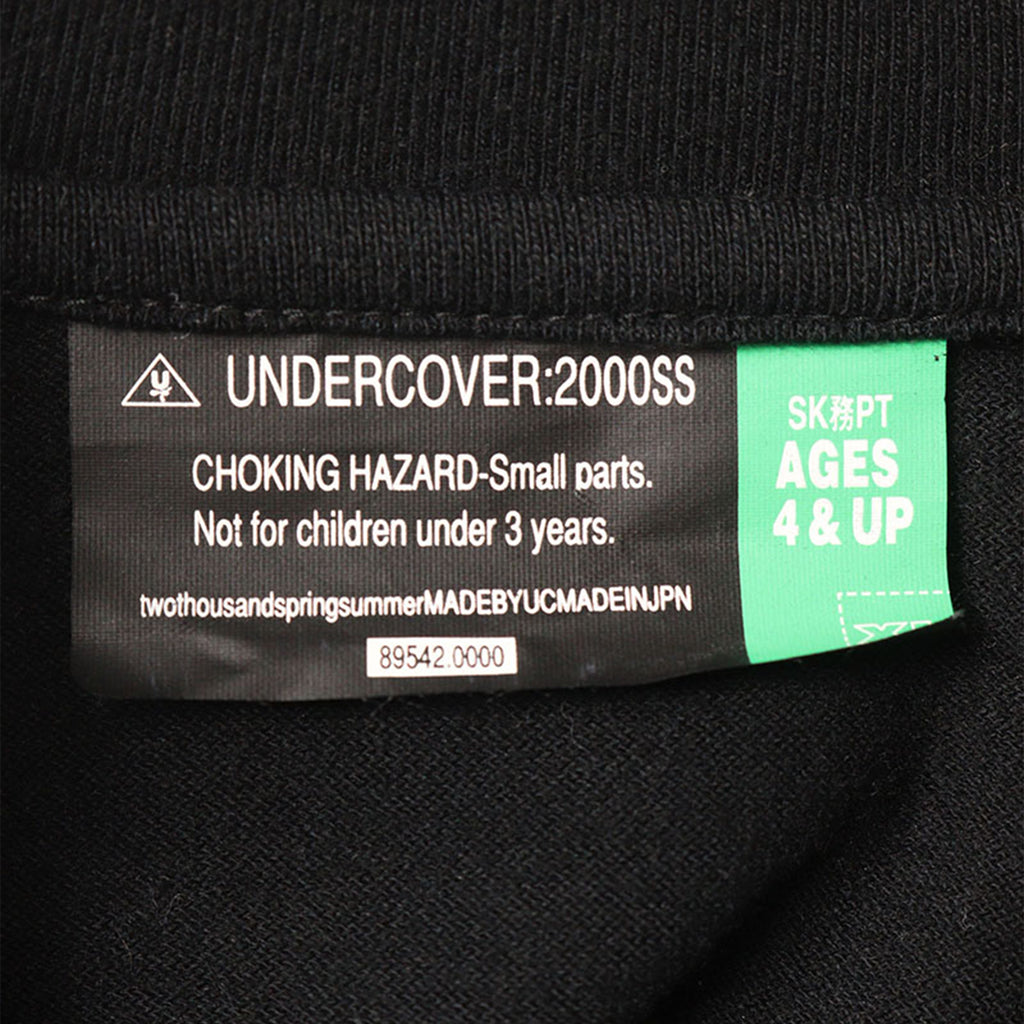 UNDERCOVER:2000SS
CHOKING HAZARD-Small parts.
Not for children under 3 years.
twothousandspringsummerMADEBYUCMADEINJPN
89542.0000
SK務PT
AGES
4 & UP